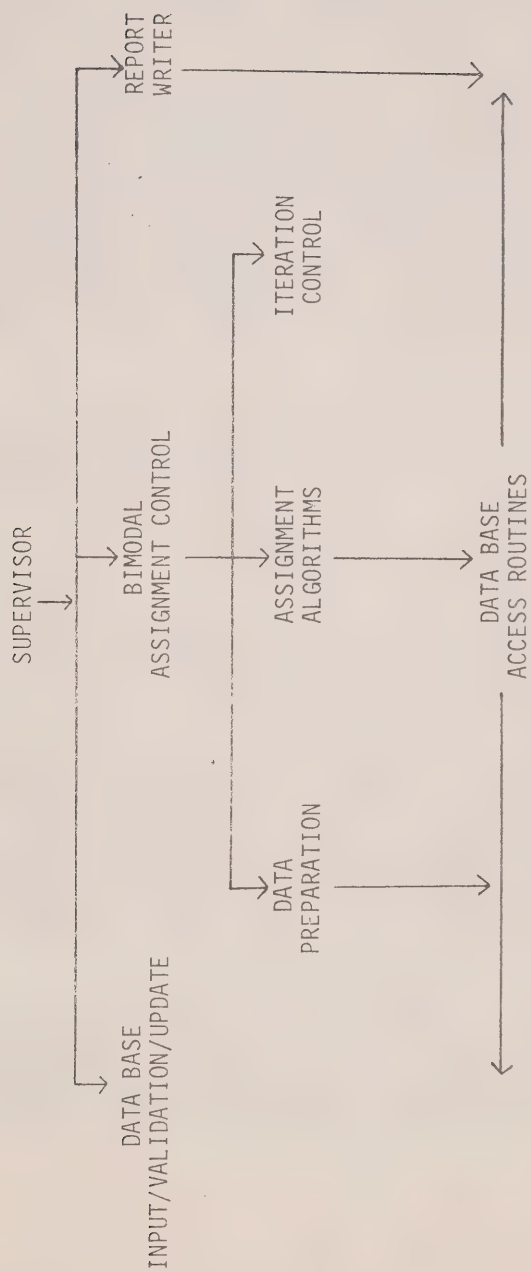 SUPERVISOR
DATA BASE
INPUT/VALIDATION/UPDATE
BIMODAL
ASSIGNMENT CONTROL
REPORT
WRITER
DATA
PREPARATION
ASSIGNMENT
ALGORITHMS
ITERATION
CONTROL
DATA BASE
ACCESS ROUTINES